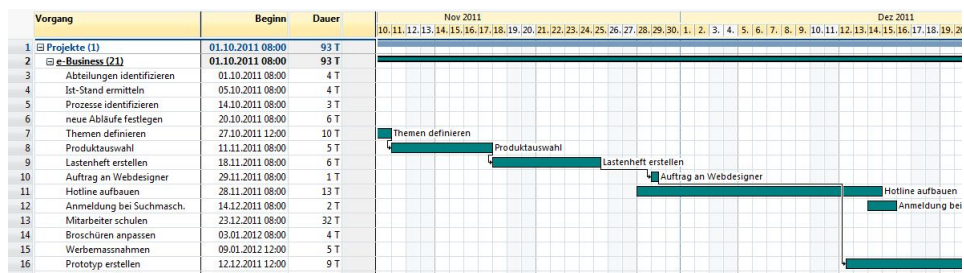 Vorgang Beginn Dauer Nov 2011 Dez 2011
10. 11. 12. 13. 14. 15. 16. 17. 18. 19. 20. 21. 22. 23. 24. 25. 26. 27. 28. 29. 30. 1. 2. 3. 4. 5. 6. 7. 8. 9. 10. 11. 12. 13. 14. 15. 16. 17. 18. 19. 20
1 Projekte (1) 01.10.2011 08:00 93 T
2 e-Business (21) 01.10.2011 08:00 93 T
3 Abteilungen identifizieren 01.10.2011 08:00 4 T
4 Ist-Stand ermitteln 05.10.2011 08:00 4 T
5 Prozesse identifizieren 14.10.2011 08:00 3 T
6 neue Abläufe festlegen 20.10.2011 08:00 6 T
7 Themen definieren 27.10.2011 12:00 10 T Themen definieren
8 Produktauswahl 11.11.2011 08:00 5 T Produktauswahl
9 Lastenheft erstellen 18.11.2011 08:00 6 T Lastenheft erstellen
10 Auftrag an Webdesigner 29.11.2011 08:00 1 T Auftrag an Webdesigner
11 Hotline aufbauen 28.11.2011 08:00 13 T Hotline aufbauen
12 Anmeldung bei Suchmasch. 14.12.2011 08:00 2 T Anmeldung bei
13 Mitarbeiter schulen 23.12.2011 08:00 32 T
14 Broschüren anpassen 03.01.2012 08:00 4 T
15 Werbemassnahmen 09.01.2012 12:00 5 T
16 Prototyp erstellen 12.12.2011 12:00 9 T